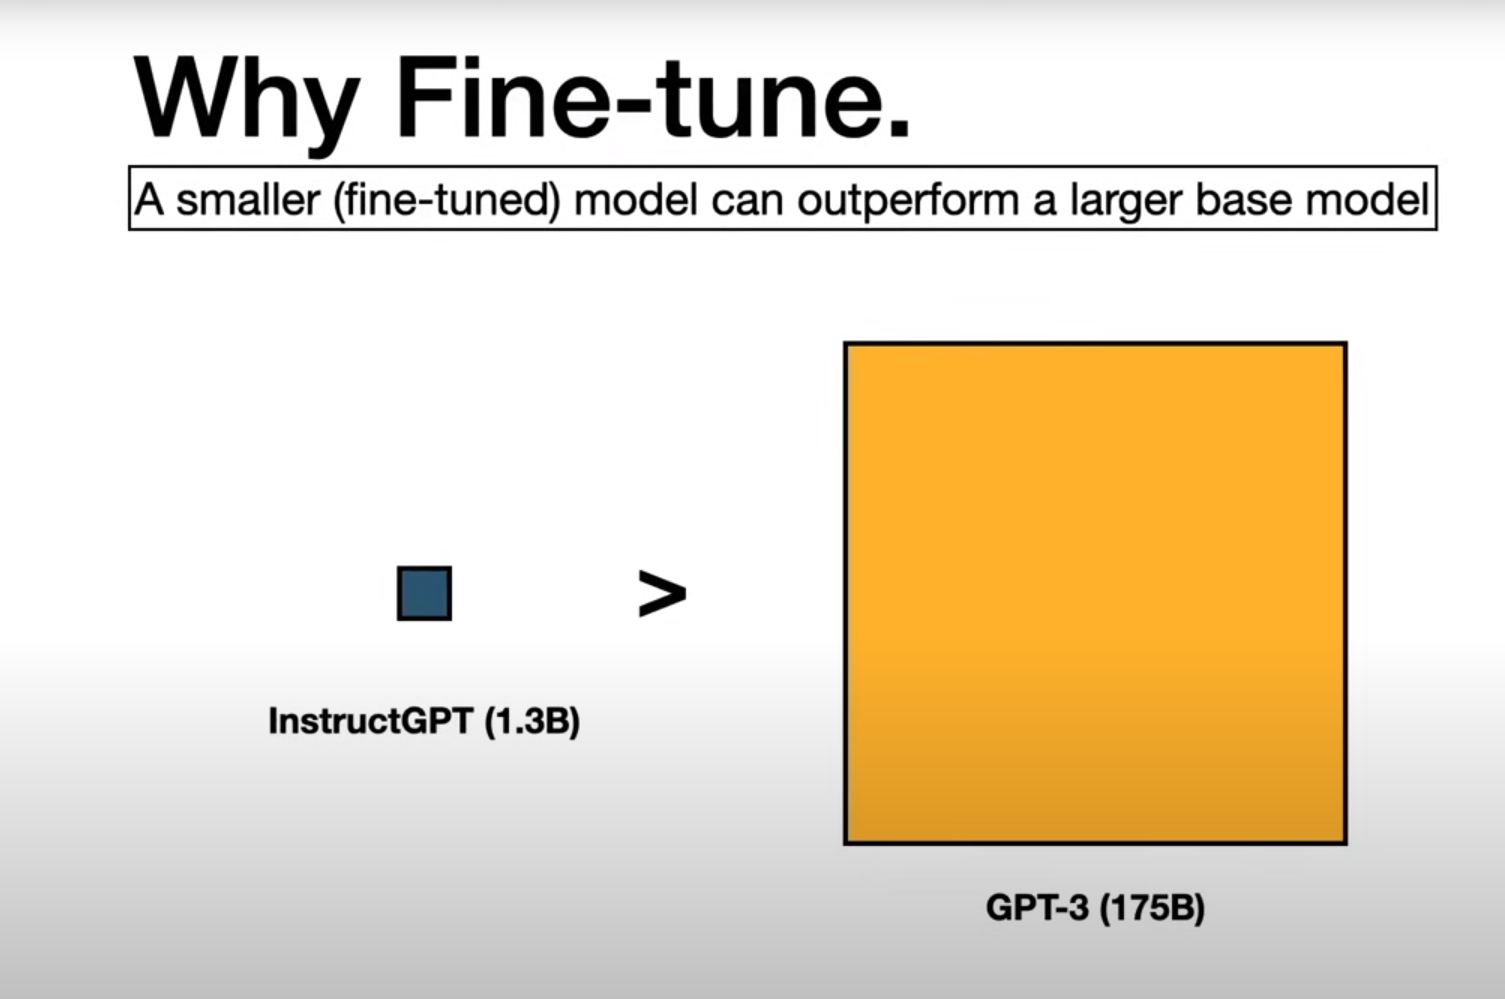 Why Fine-tune.
A smaller (fine-tuned) model can outperform a larger base model
>
InstructGPT (1.3B)
GPT-3 (175B)